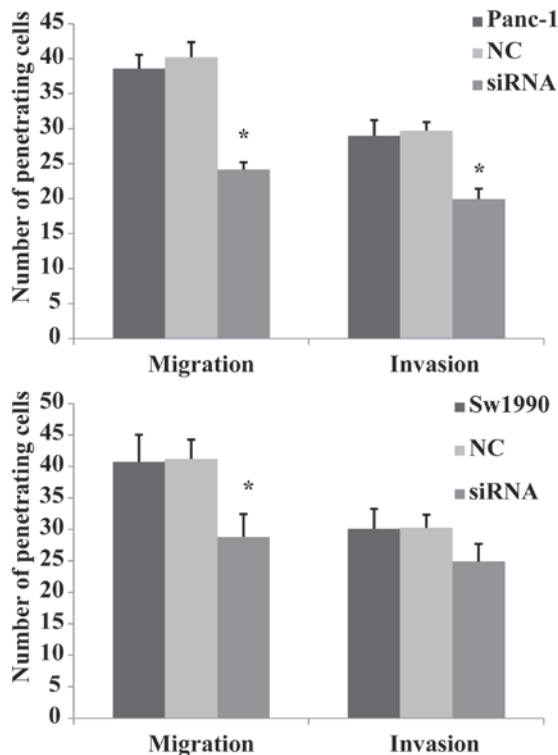 Number of penetrating cells
45
40
35
30
25
20
15
10
5
0
Panc-1
NC
siRNA
*
*
Migration Invasion
Number of penetrating cells
50
45
40
35
30
25
20
15
10
5
0
Sw1990
NC
siRNA
*
Migration Invasion